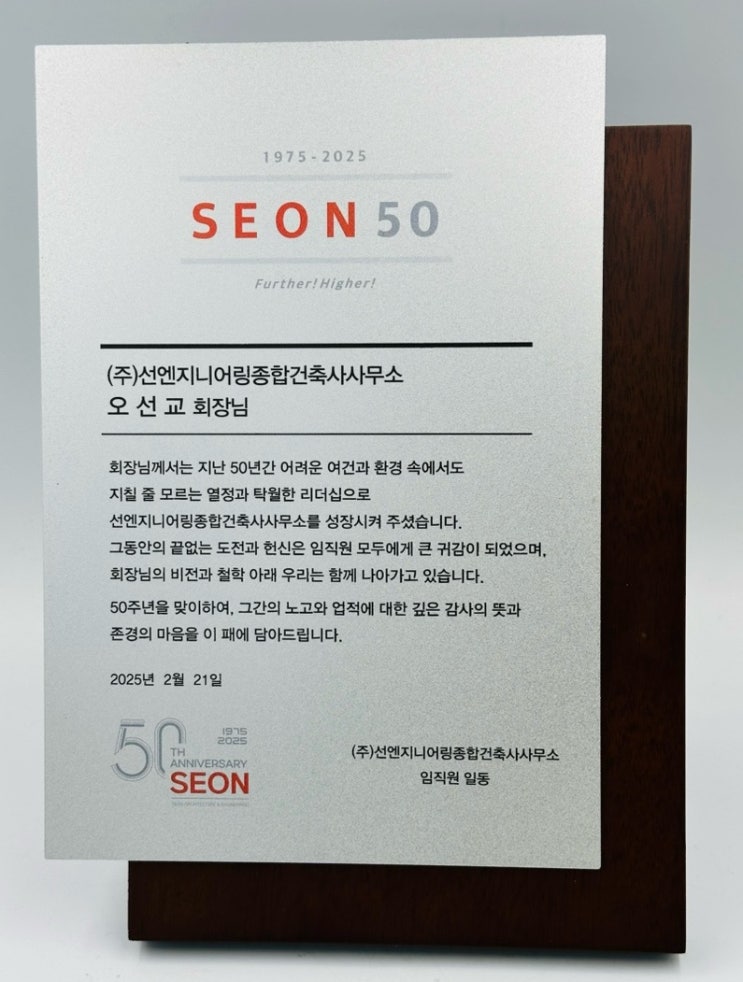 1975-2025
SEON 50
Further! Higher!
(주)선엔지니어링종합건축사사무소
오 선 교 회장님
회장님께서는 지난 50년간 어려운 여건과 환경 속에서도
지칠 줄 모르는 열정과 탁월한 리더십으로
선엔지니어링종합건축사사무소를 성장시켜 주셨습니다.
그동안의 끝없는 도전과 헌신은 임직원 모두에게 큰 귀감이 되었으며,
회장님의 비전과 철학 아래 우리는 함께 나아가고 있습니다.
50주년을 맞이하여, 그간의 노고와 업적에 대한 깊은 감사의 뜻과
존경의 마음을 이 패에 담아드립니다.
2025년 2월 21일
50TH
1975
2025
ANNIVERSARY
SEON
(주)선엔지니어링종합건축사사무소
임직원 일동